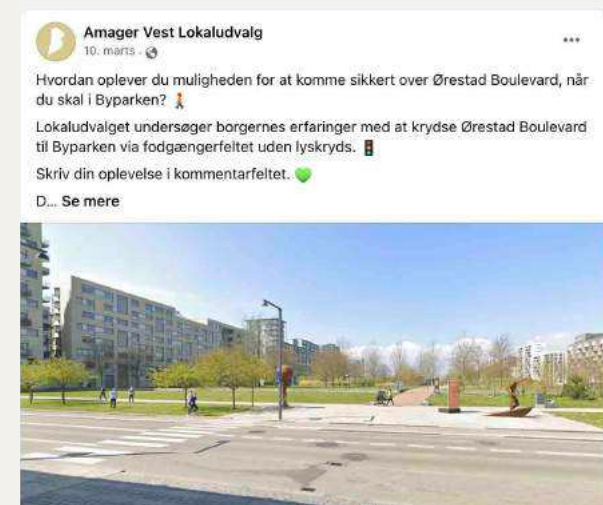 Amager Vest Lokaludvalg
10. marts ·
Hvordan oplever du muligheden for at komme sikkert over Ørestad Boulevard, når
du skal i Byparken? 🚶
Lokaludvalget undersøger borgernes erfaringer med at krydse Ørestad Boulevard
til Byparken via fodgængerfeltet uden lyskryds. 🚦
Skriv din oplevelse i kommentarfeltet. 💚
D... Se mere